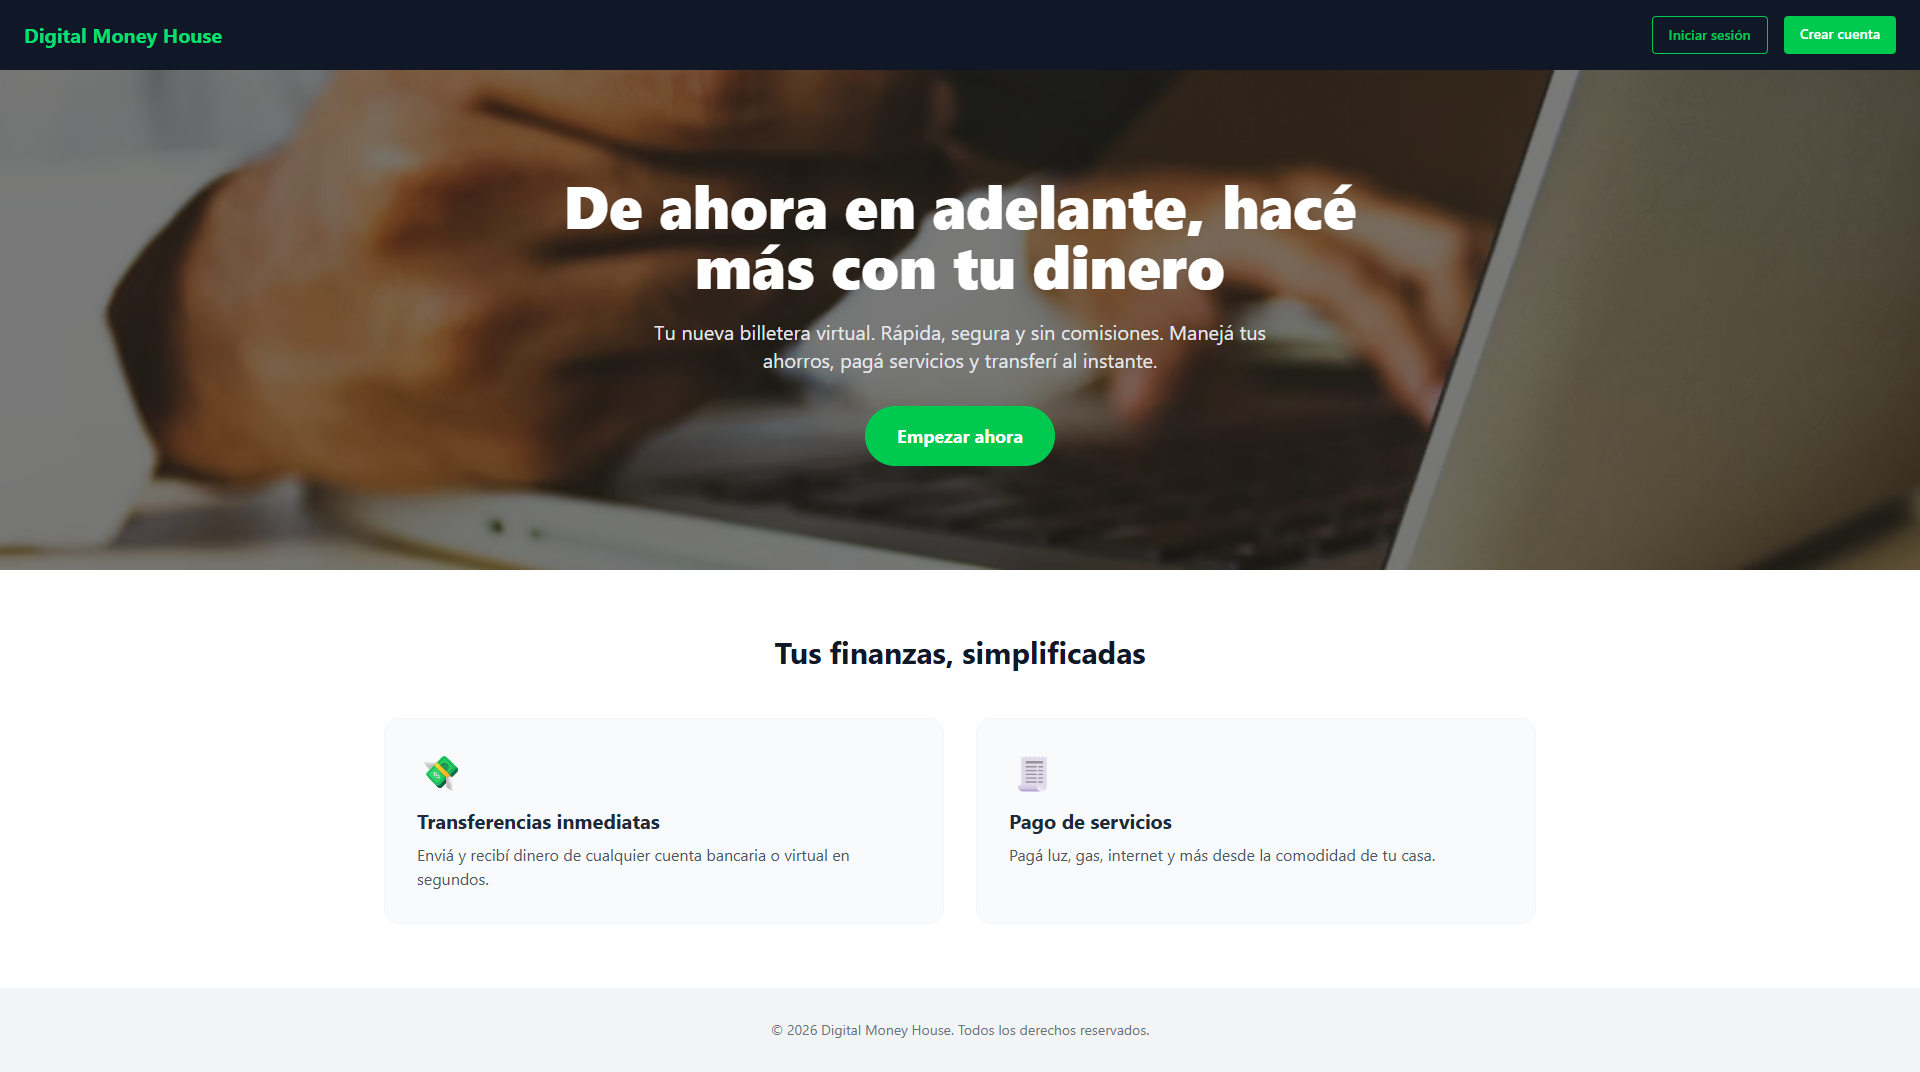 Digital Money House
Iniciar sesión
Crear cuenta
De ahora en adelante, hacé
más con tu dinero
Tu nueva billetera virtual. Rápida, segura y sin comisiones. Manejá tus
ahorros, pagá servicios y transferí al instante.
Empezar ahora
Tus finanzas, simplificadas
Transferencias inmediatas
Enviá y recibí dinero de cualquier cuenta bancaria o virtual en
segundos.
Pago de servicios
Pagá luz, gas, internet y más desde la comodidad de tu casa.
© 2026 Digital Money House. Todos los derechos reservados.